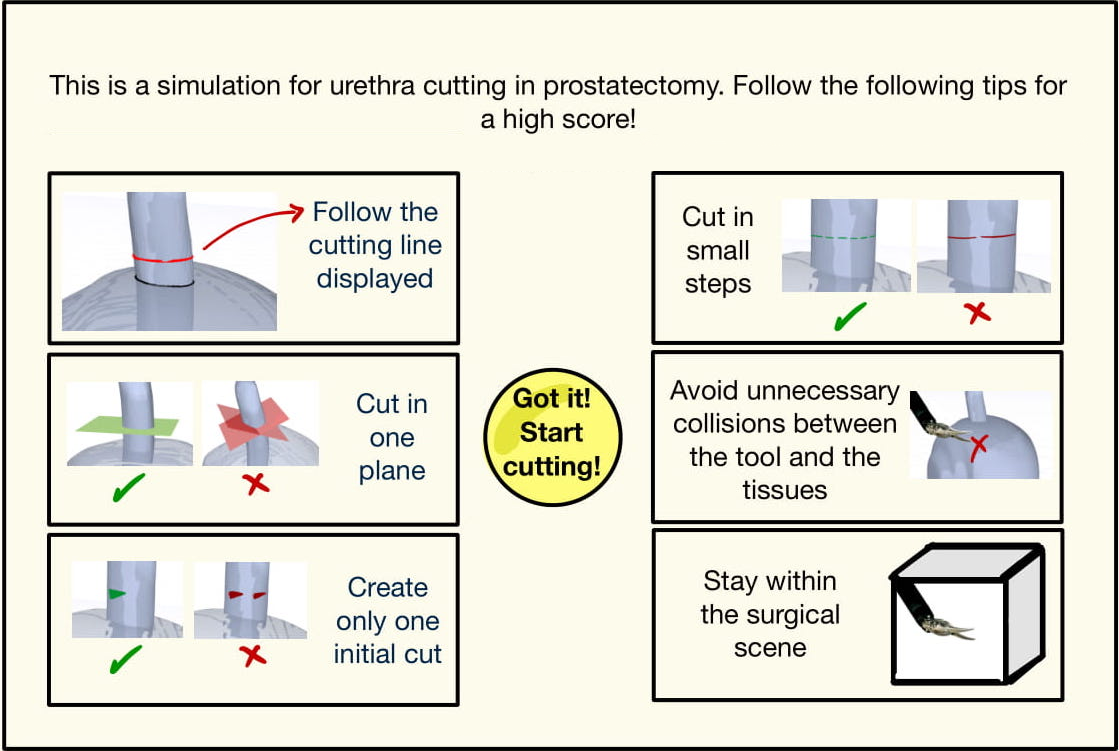 This is a simulation for urethra cutting in prostatectomy. Follow the following tips for
a high score!
Follow the
cutting line
displayed
Cut in
one
plane
Create
only one
initial cut
Got it!
Start
cutting!
Cut in
small
steps
Avoid unnecessary
collisions between
the tool and the
tissues
Stay within
the surgical
scene